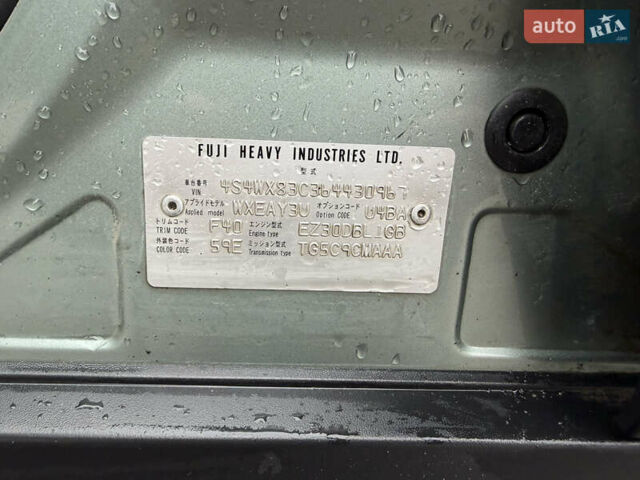 auto RIA.com
FUJI HEAVY INDUSTRIES LTD.
型式
車台番号 VIN 4S4WX83C364430967
アプライドモデル Applied model WXEAY3U オプションコード Option CODE U4BA
トリムコード TRIM CODE F40 エンジン型式 Engine type EZ30DBLIGB
外装色コード COLOR CODE 59E ミッション型式 Transmission type TG5C9CMAAA